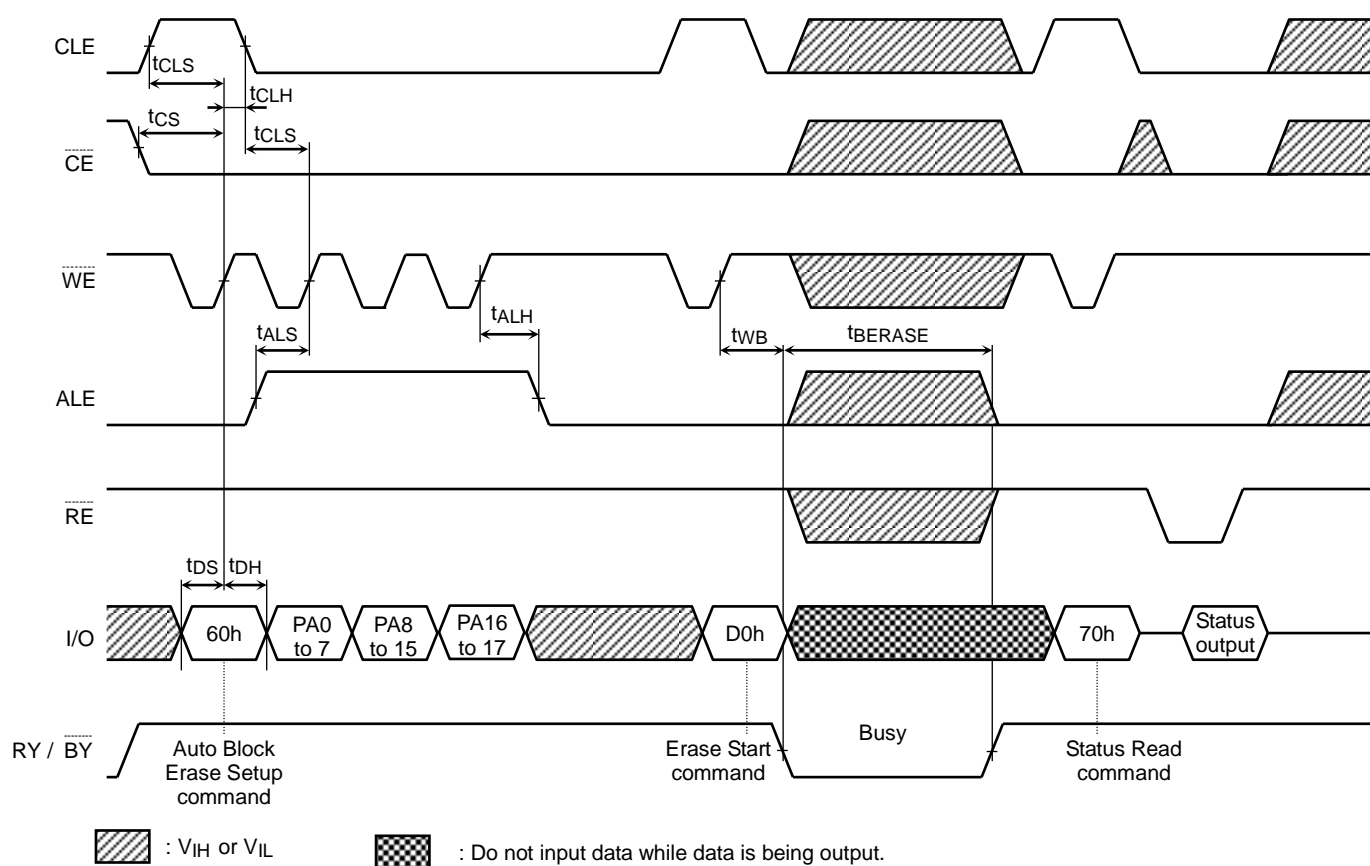 CLE
tCLS
tCLH
tCS
tCLS
CE
WE
tALS
tALH
tWB
tBERASE
ALE
RE
tDS
tDH
I/O
60h
PA0
to 7
PA8
to 15
PA16
to 17
D0h
70h
Status
output
RY / BY
Auto Block
Erase Setup
command
Erase Start
command
Busy
Status Read
command
: VIH or VIL
: Do not input data while data is being output.